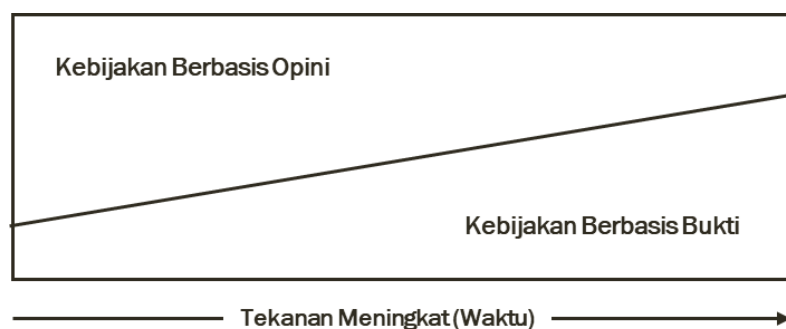 Kebijakan Berbasis Opini
Kebijakan Berbasis Bukti
Tekanan Meningkat (Waktu)